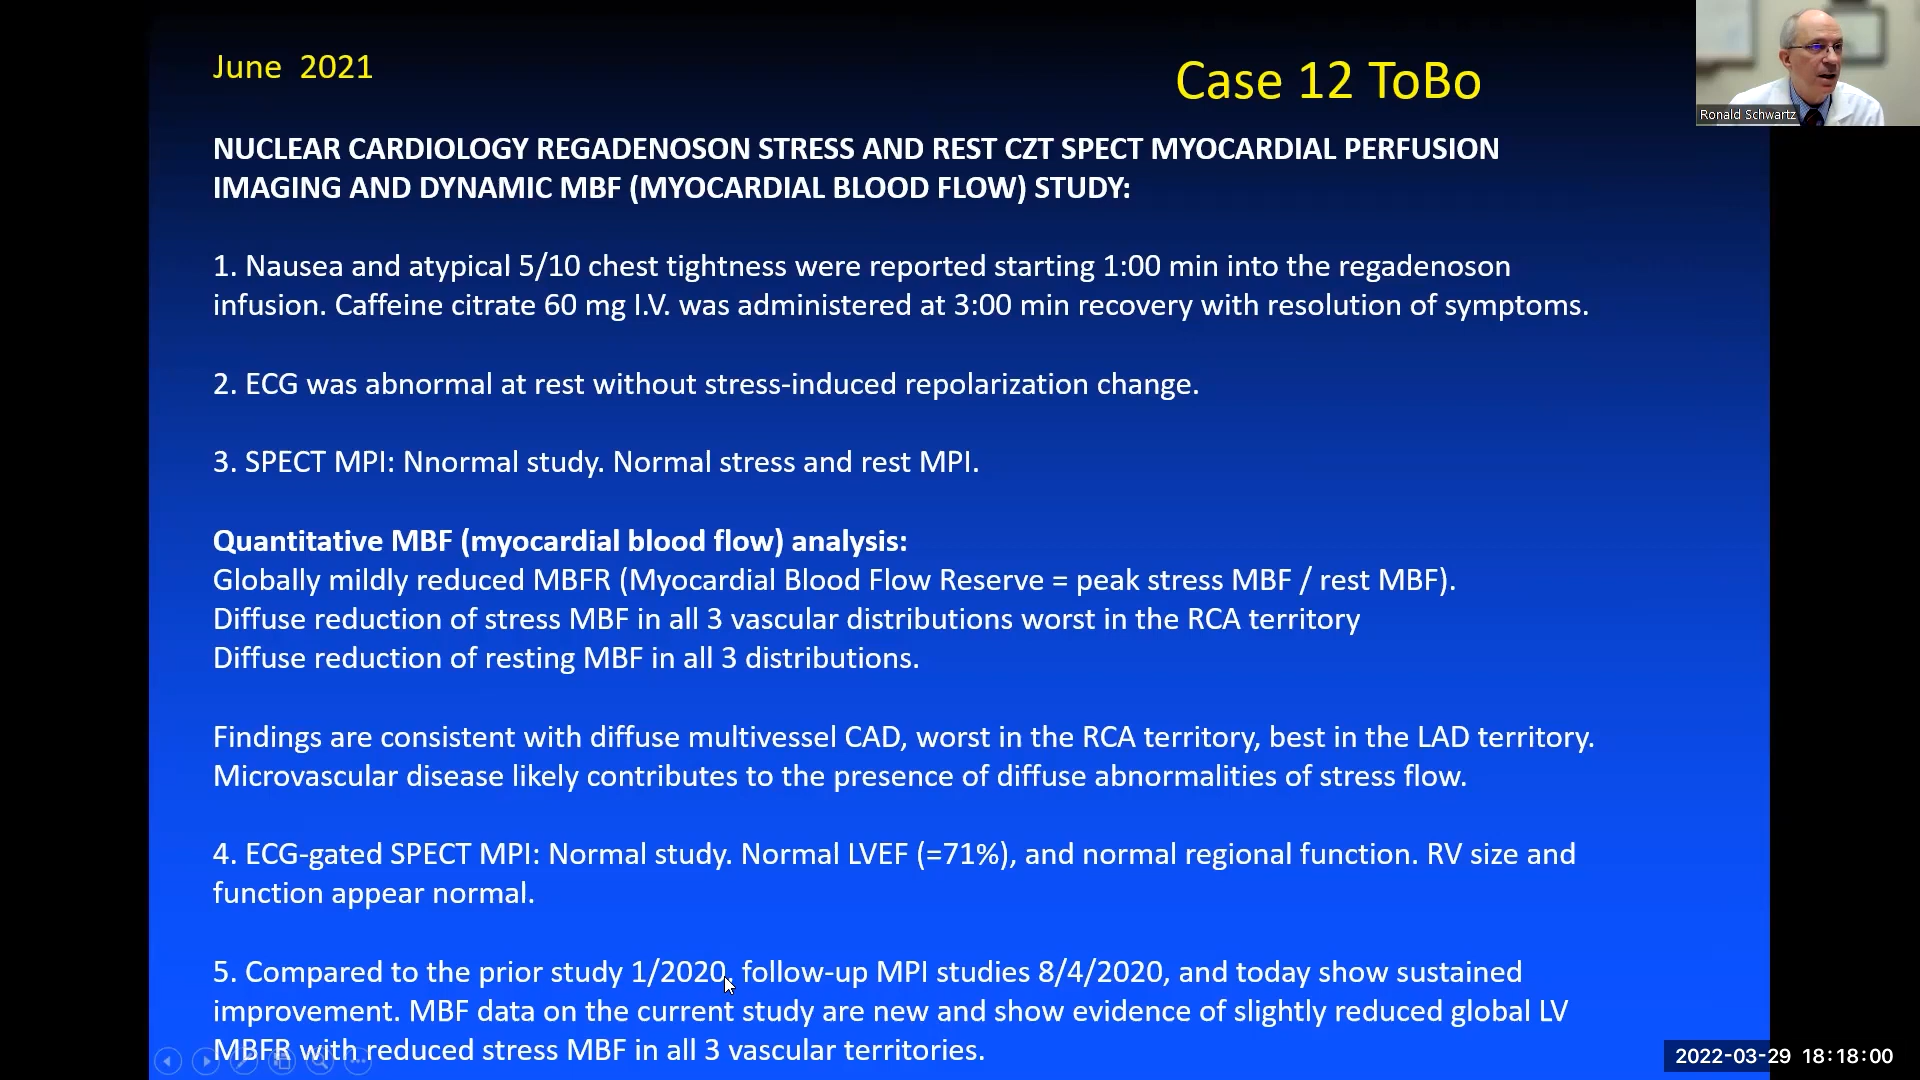 June 2021
Case 12 ToBo
Ronald Schwartz
NUCLEAR CARDIOLOGY REGADENOSON STRESS AND REST CZT SPECT MYOCARDIAL PERFUSION
IMAGING AND DYNAMIC MBF (MYOCARDIAL BLOOD FLOW) STUDY:
1. Nausea and atypical 5/10 chest tightness were reported starting 1:00 min into the regadenoson
infusion. Caffeine citrate 60 mg I.V. was administered at 3:00 min recovery with resolution of symptoms.
2. ECG was abnormal at rest without stress-induced repolarization change.
3. SPECT MPI: Nnormal study. Normal stress and rest MPI.
Quantitative MBF (myocardial blood flow) analysis:
Globally mildly reduced MBFR (Myocardial Blood Flow Reserve = peak stress MBF / rest MBF).
Diffuse reduction of stress MBF in all 3 vascular distributions worst in the RCA territory
Diffuse reduction of resting MBF in all 3 distributions.
Findings are consistent with diffuse multivessel CAD, worst in the RCA territory, best in the LAD territory.
Microvascular disease likely contributes to the presence of diffuse abnormalities of stress flow.
4. ECG-gated SPECT MPI: Normal study. Normal LVEF (=71%), and normal regional function. RV size and
function appear normal.
5. Compared to the prior study 1/2020, follow-up MPI studies 8/4/2020, and today show sustained
improvement. MBF data on the current study are new and show evidence of slightly reduced global LV
MBFR with reduced stress MBF in all 3 vascular territories.
2022-03-29 18:18:00